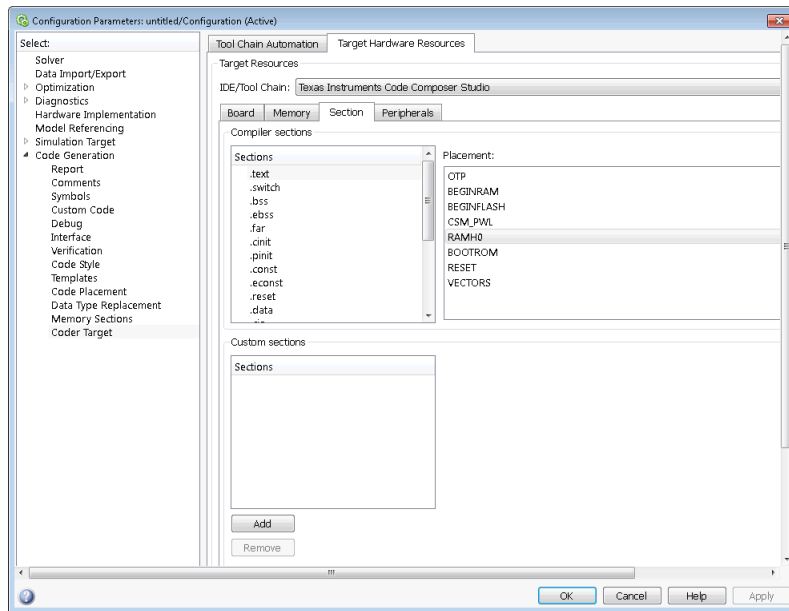 Configuration Parameters: untitled/Configuration (Active)
Select:
Solver
Data Import/Export
Optimization
Diagnostics
Hardware Implementation
Model Referencing
Simulation Target
Code Generation
Report
Comments
Symbols
Custom Code
Debug
Interface
Verification
Code Style
Templates
Code Placement
Data Type Replacement
Memory Sections
Coder Target
Tool Chain Automation
Target Hardware Resources
Target Resources
IDE/Tool Chain: Texas Instruments Code Composer Studio
Board
Memory
Section
Peripherals
Compiler sections
Sections
.text
.switch
.bss
.ebss
.far
.cinit
.pinit
.const
.econst
.reset
.data
Placement:
OTP
BEGINRAM
BEGINFLASH
CSM_PWL
RAMH0
BOOTROM
RESET
VECTORS
Custom sections
Sections
Add
Remove
OK
Cancel
Help
Apply